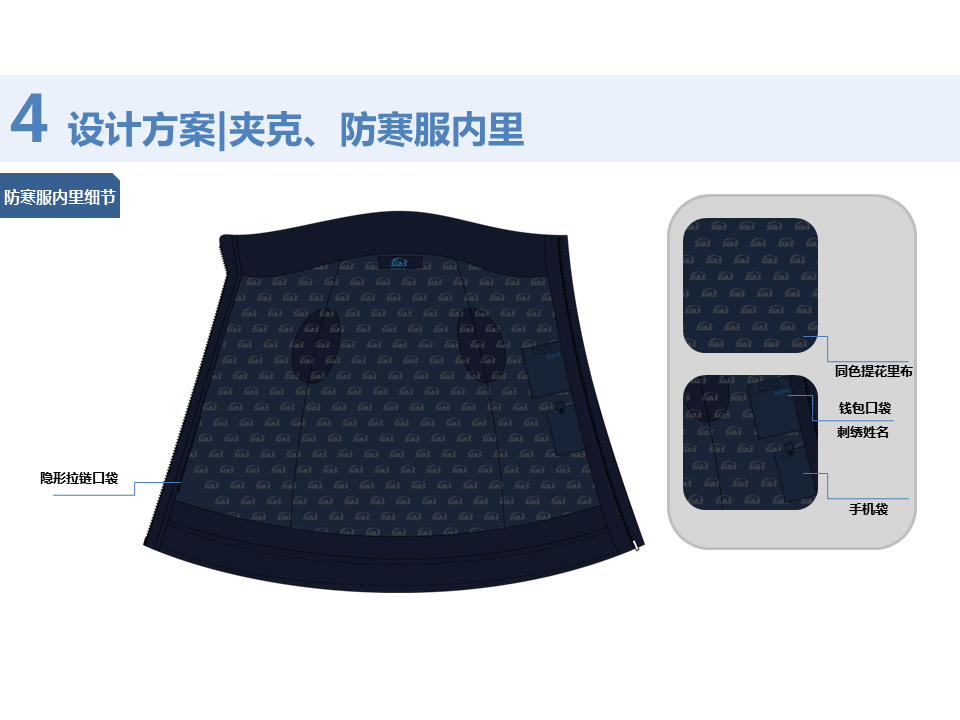 4 设计方案|夹克、防寒服内里
防寒服内里细节
同色提花里布
钱包口袋
刺绣姓名
隐形拉链口袋
手机袋